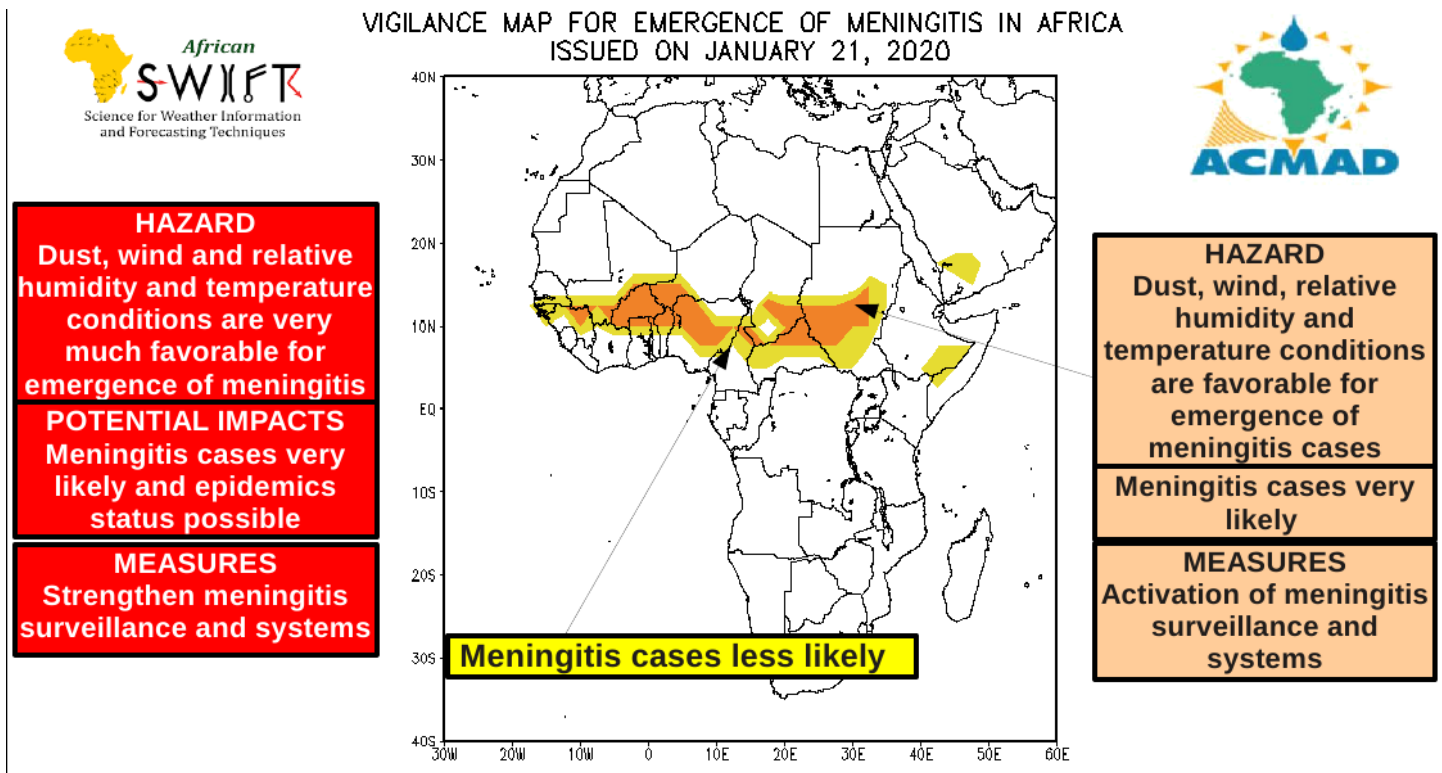 VIGILANCE MAP FOR EMERGENCE OF MENINGITIS IN AFRICA
ISSUED ON JANUARY 21, 2020
African
SWIFT
Science for Weather Information
and Forecasting Techniques
ACMAD
HAZARD
Dust, wind and relative
humidity and temperature
conditions are very
much favorable for
emergence of meningitis
POTENTIAL IMPACTS
Meningitis cases very
likely and epidemics
status possible
MEASURES
Strengthen meningitis
surveillance and systems
40N
30N
20N
10N
EQ
10S
20S
30S
40S
30W 20W 10W 0 10E 20E 30E 40E 50E 60E
Meningitis cases less likely
HAZARD
Dust, wind, relative
humidity and
temperature conditions
are favorable for
emergence of
meningitis cases
Meningitis cases very
likely
MEASURES
Activation of meningitis
surveillance and
systems